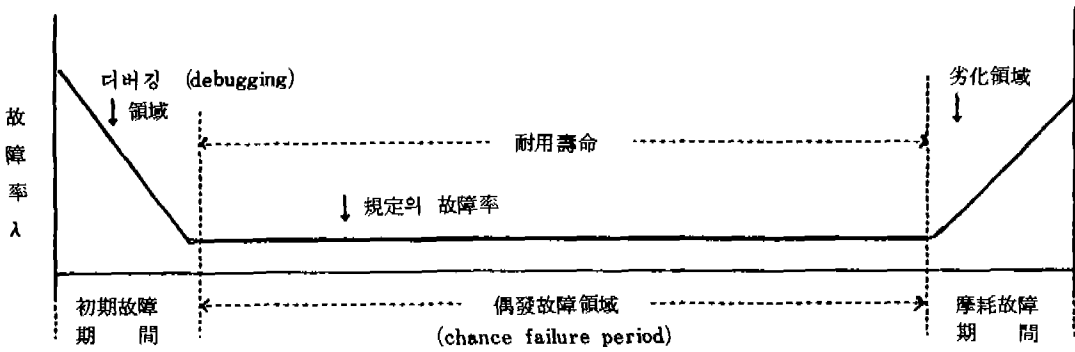 디버깅 (debugging)
領域
劣化領域
故
障
率
λ
耐用壽命
規定의 故障率
初期故障
期 間
偶發故障領域
(chance failure period)
摩耗故障
期 間